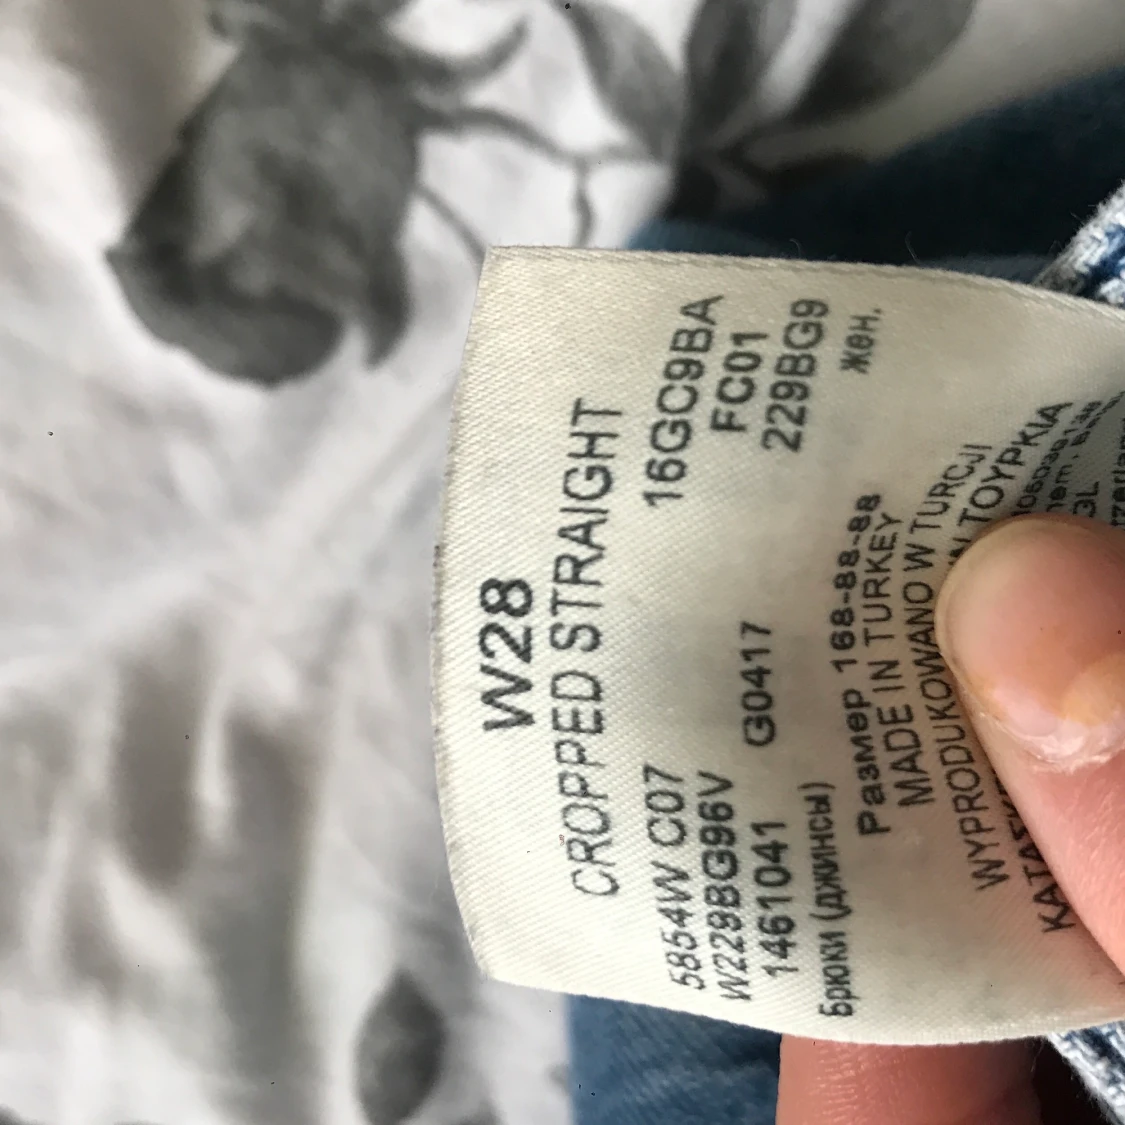 W28
CROPPED STRAIGHT
5854W C07 16GC9BA
W229BG96V FC01
1461041 G0417 229BG9
Брюки (джинсы) жен.
Размер 168-88-88
MADE IN TURKEY
WYPRODUKOWANO W TURCJI
ΤΟΥΡΚΙΑ